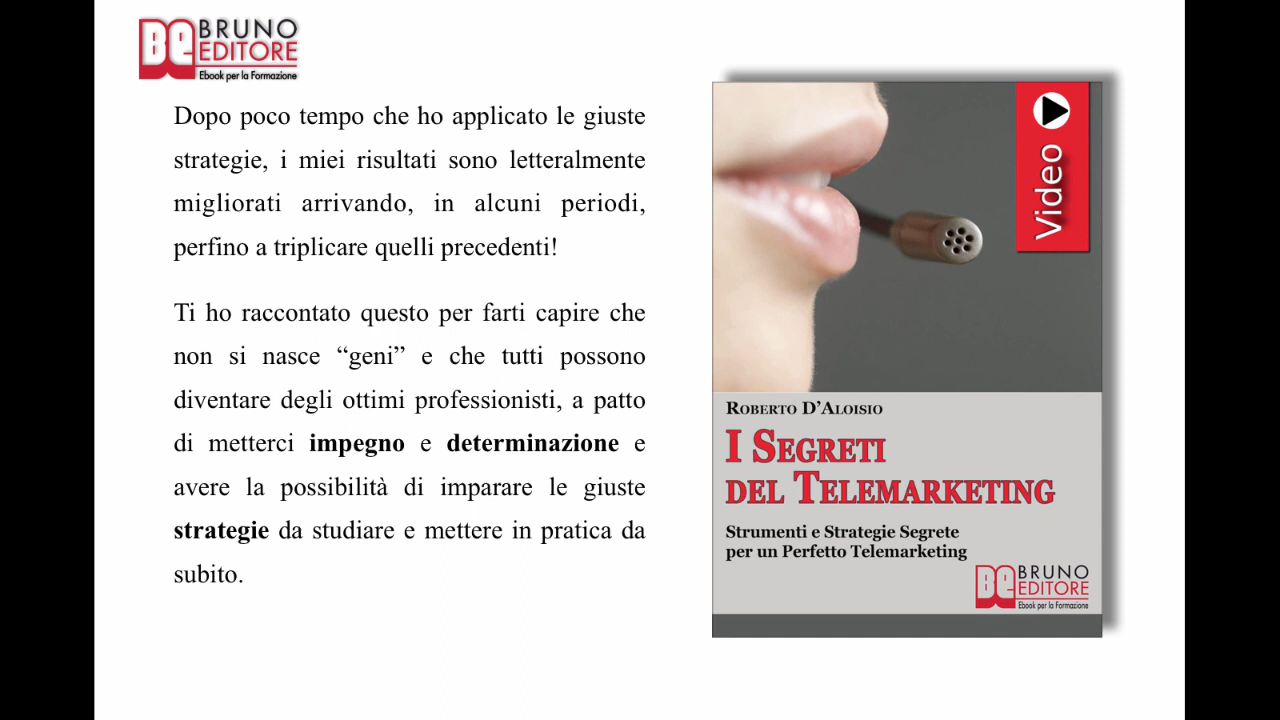 BRUNO
EDITORE
Ebook per la Formazione
Dopo poco tempo che ho applicato le giuste
strategie, i miei risultati sono letteralmente
migliorati arrivando, in alcuni periodi,
perfino a triplicare quelli precedenti!
Ti ho raccontato questo per farti capire che
non si nasce “geni” e che tutti possono
diventare degli ottimi professionisti, a patto
di metterci impegno e determinazione e
avere la possibilità di imparare le giuste
strategie da studiare e mettere in pratica da
subito.
Video
ROBERTO D’ALOISIO
I SEGRETI
DEL TELEMARKETING
Strumenti e Strategie Segrete
per un Perfetto Telemarketing
BE BRUNO
EDITORE
Ebook per la Formazione